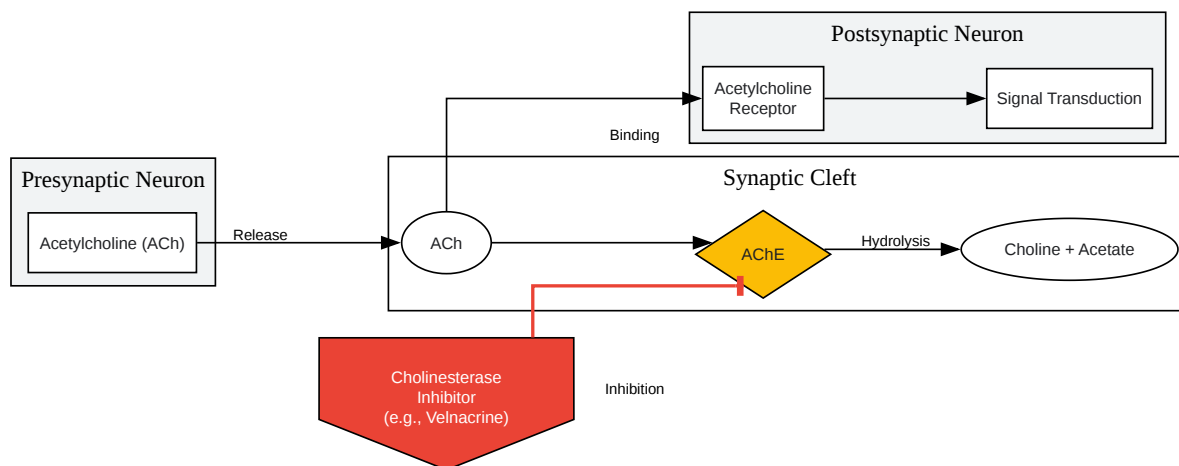 Postsynaptic Neuron
Acetylcholine
Receptor
Signal Transduction
Binding
Presynaptic Neuron
Acetylcholine (ACh)
Release
Synaptic Cleft
ACh
AChE
Hydrolysis
Choline + Acetate
Cholinesterase
Inhibitor
(e.g., Velnacrine)
Inhibition